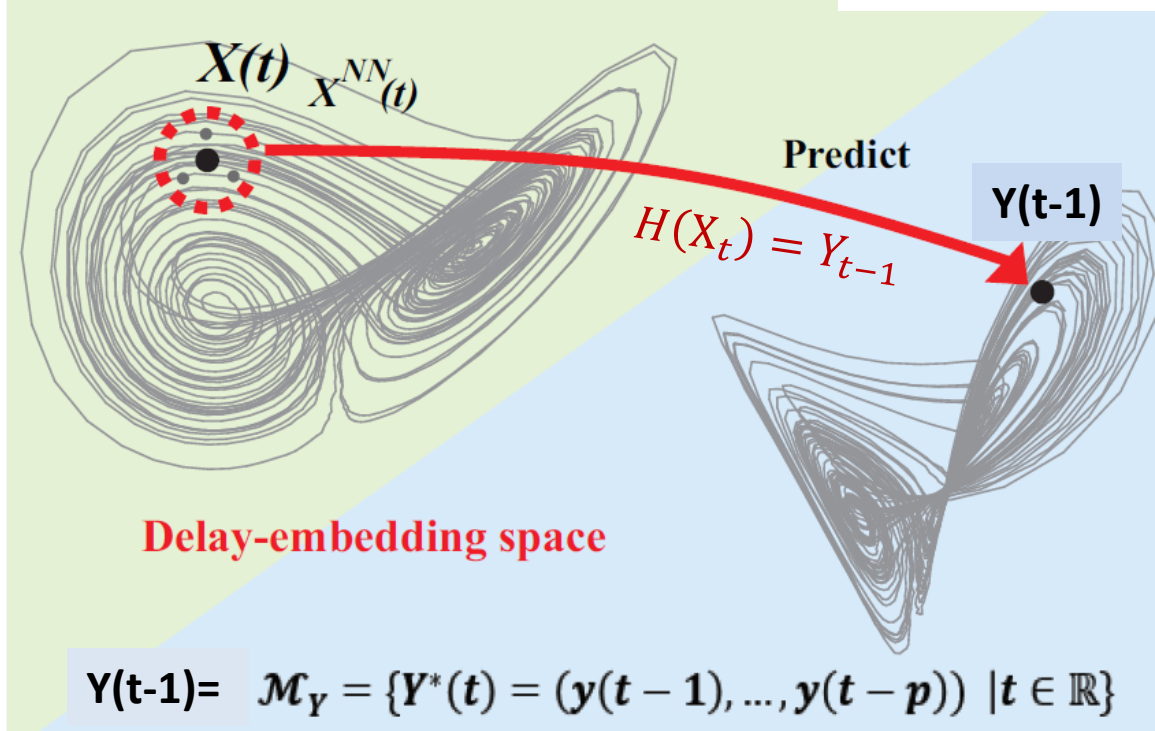 X(t) X^{NN}(t)
Predict
Y(t-1)
H(X_t) = Y_{t-1}
Delay-embedding space
Y(t-1)= ℳ_Y = {Y*(t) = (y(t − 1), ..., y(t − p)) |t ∈ ℝ}